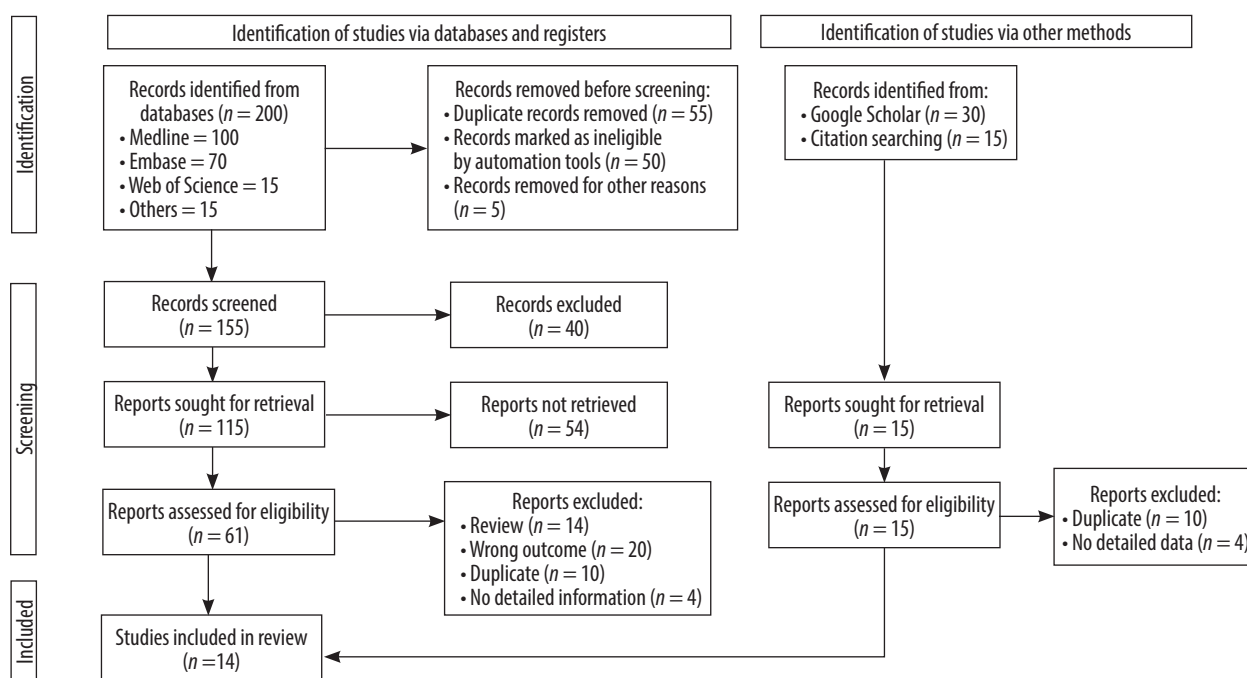 Identification of studies via databases and registers
Identification of studies via other methods
Identification
Records identified from
databases (n = 200)
• Medline = 100
• Embase = 70
• Web of Science = 15
• Others = 15
Records removed before screening:
• Duplicate records removed (n = 55)
• Records marked as ineligible
by automation tools (n = 50)
• Records removed for other reasons
(n = 5)
Records identified from:
• Google Scholar (n = 30)
• Citation searching (n = 15)
Screening
Records screened
(n = 155)
Records excluded
(n = 40)
Reports sought for retrieval
(n = 115)
Reports not retrieved
(n = 54)
Reports sought for retrieval
(n = 15)
Reports assessed for eligibility
(n = 61)
Reports excluded:
• Review (n = 14)
• Wrong outcome (n = 20)
• Duplicate (n = 10)
• No detailed information (n = 4)
Reports assessed for eligibility
(n = 15)
Reports excluded:
• Duplicate (n = 10)
• No detailed data (n = 4)
Included
Studies included in review
(n =14)